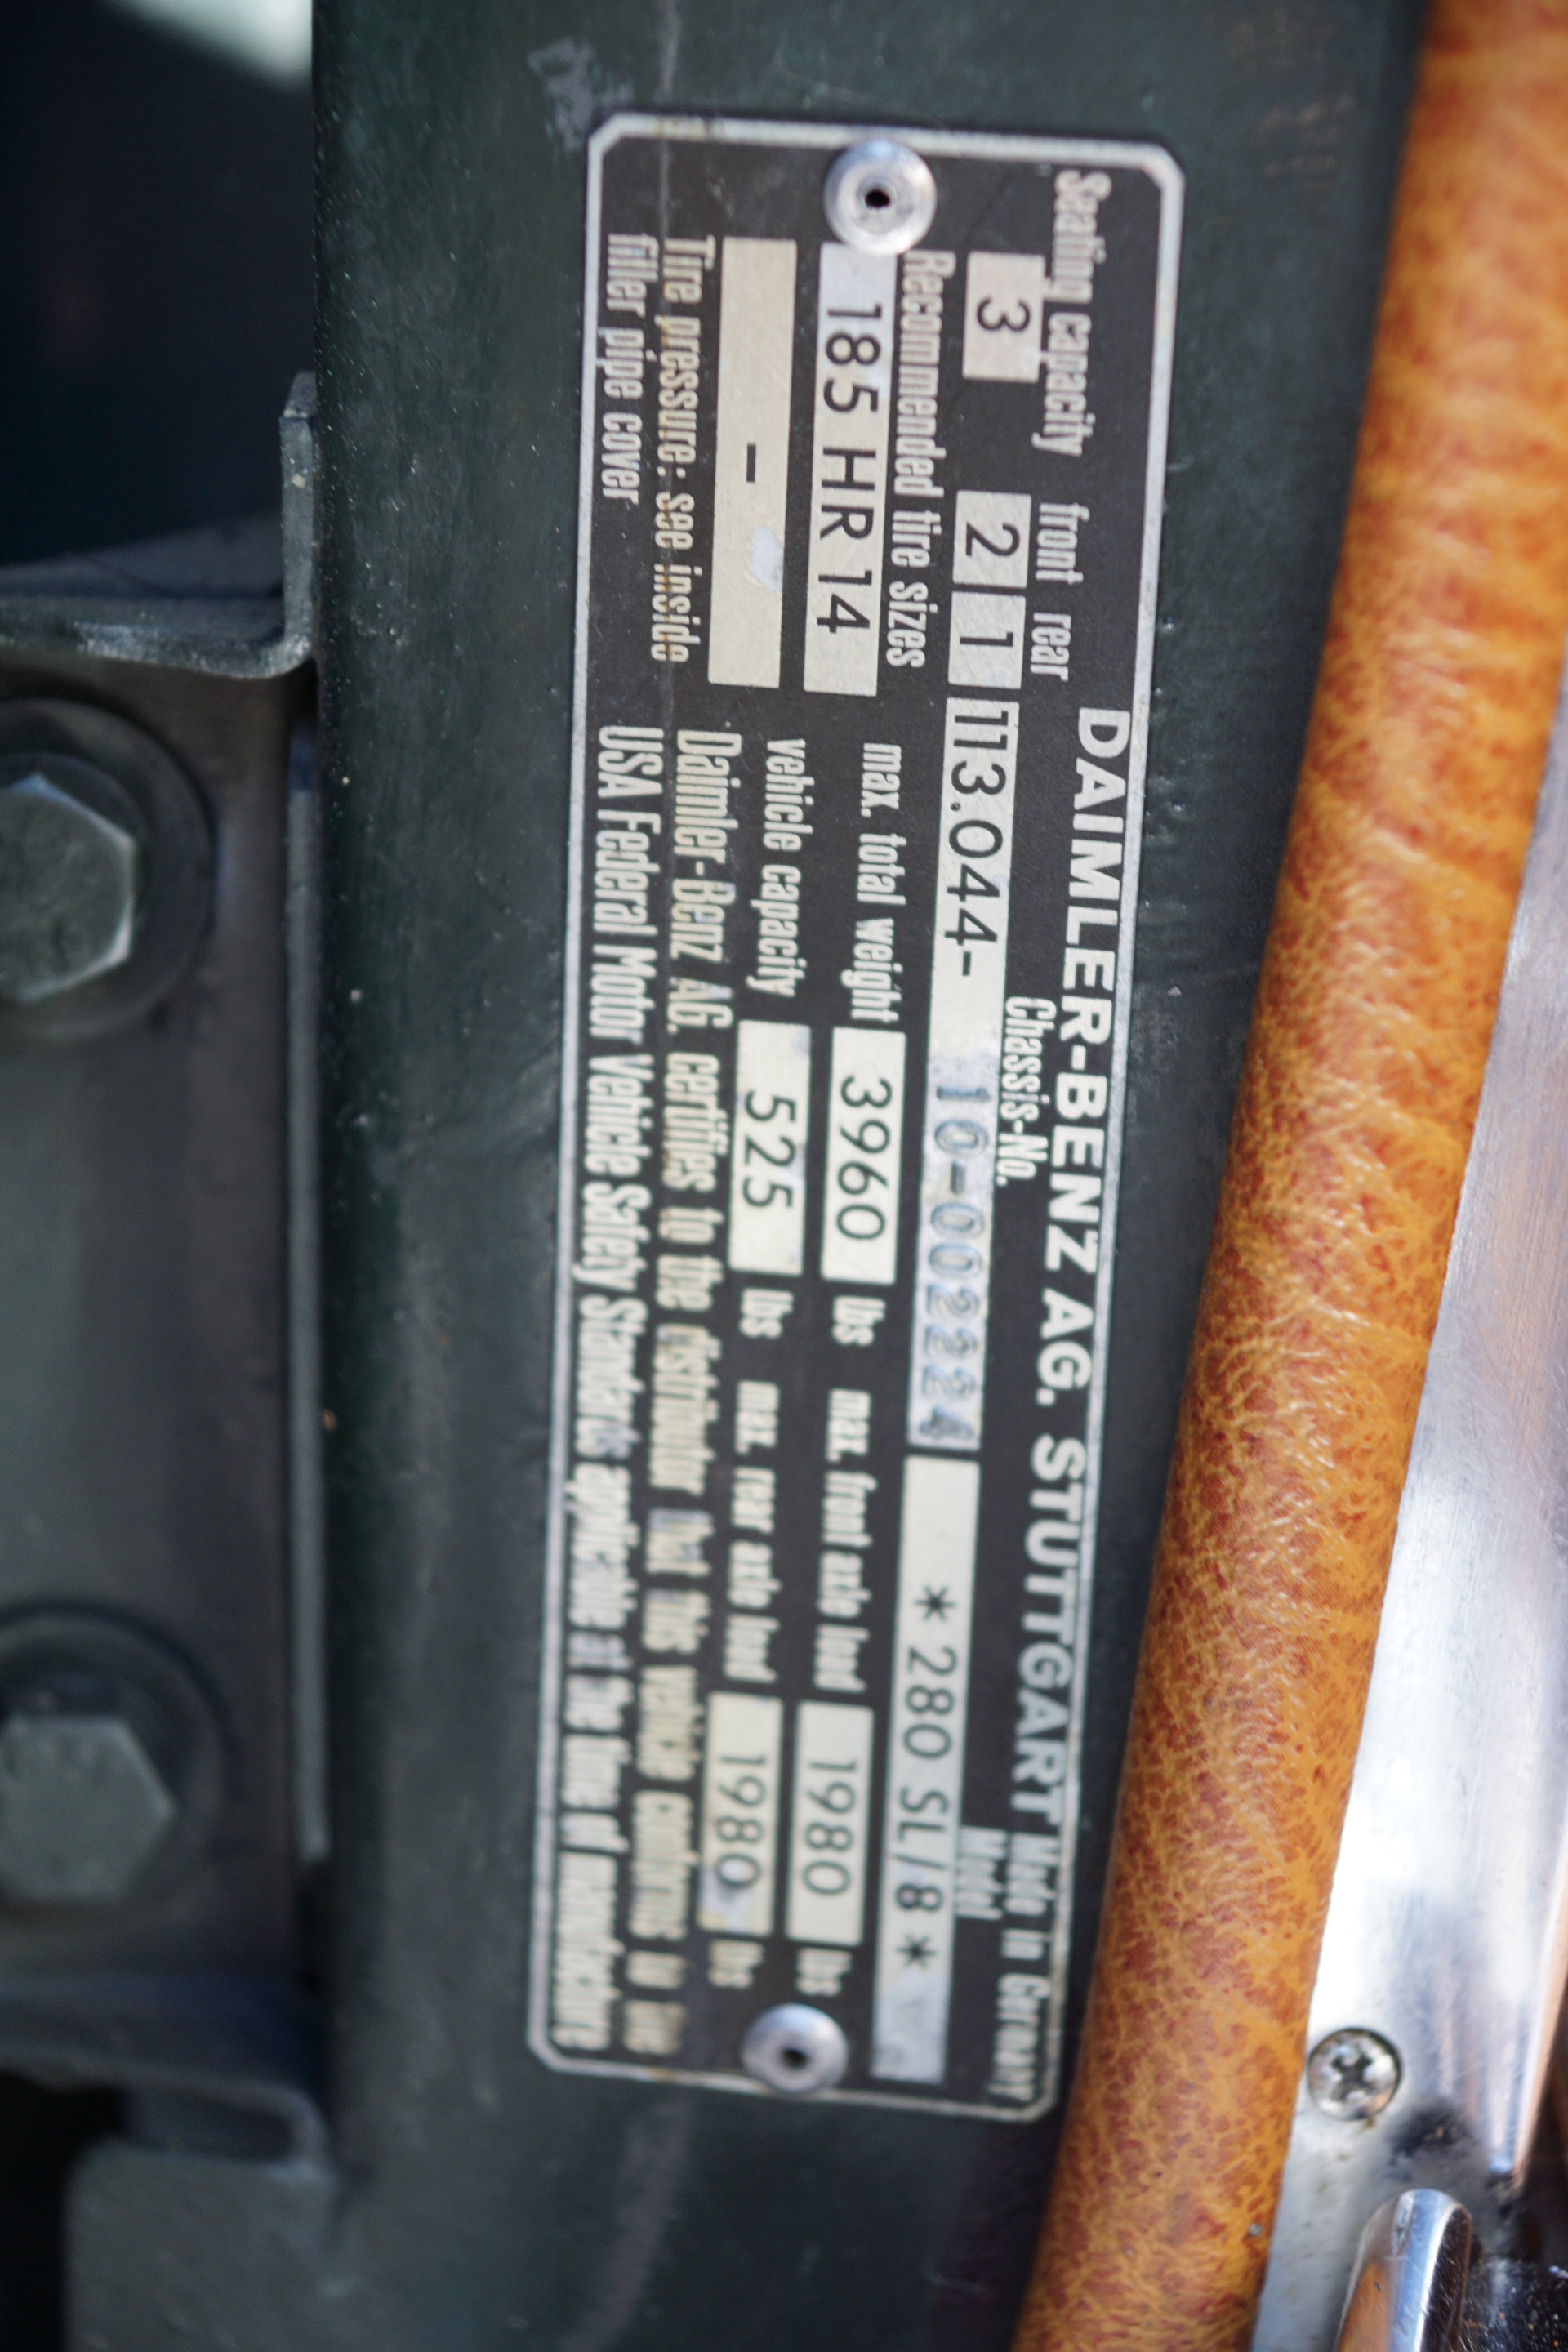 DAIMLER-BENZ AG. STUTTGART Made in Germany
Seating capacity front rear Chassis-No. Model
3 2 1 113.044- 10-002224 *280 SL/8*
Recommended tire sizes
185 HR 14 max. total weight 3960 lbs max. front axle load 1980 lbs
- vehicle capacity 525 lbs max. rear axle load 1980 lbs
Tire pressure: see inside
filler pipe cover
Daimler-Benz AG. certifies to the distributor that this vehicle conforms to the
USA Federal Motor Vehicle Safety Standards applicable at the time of manufacture